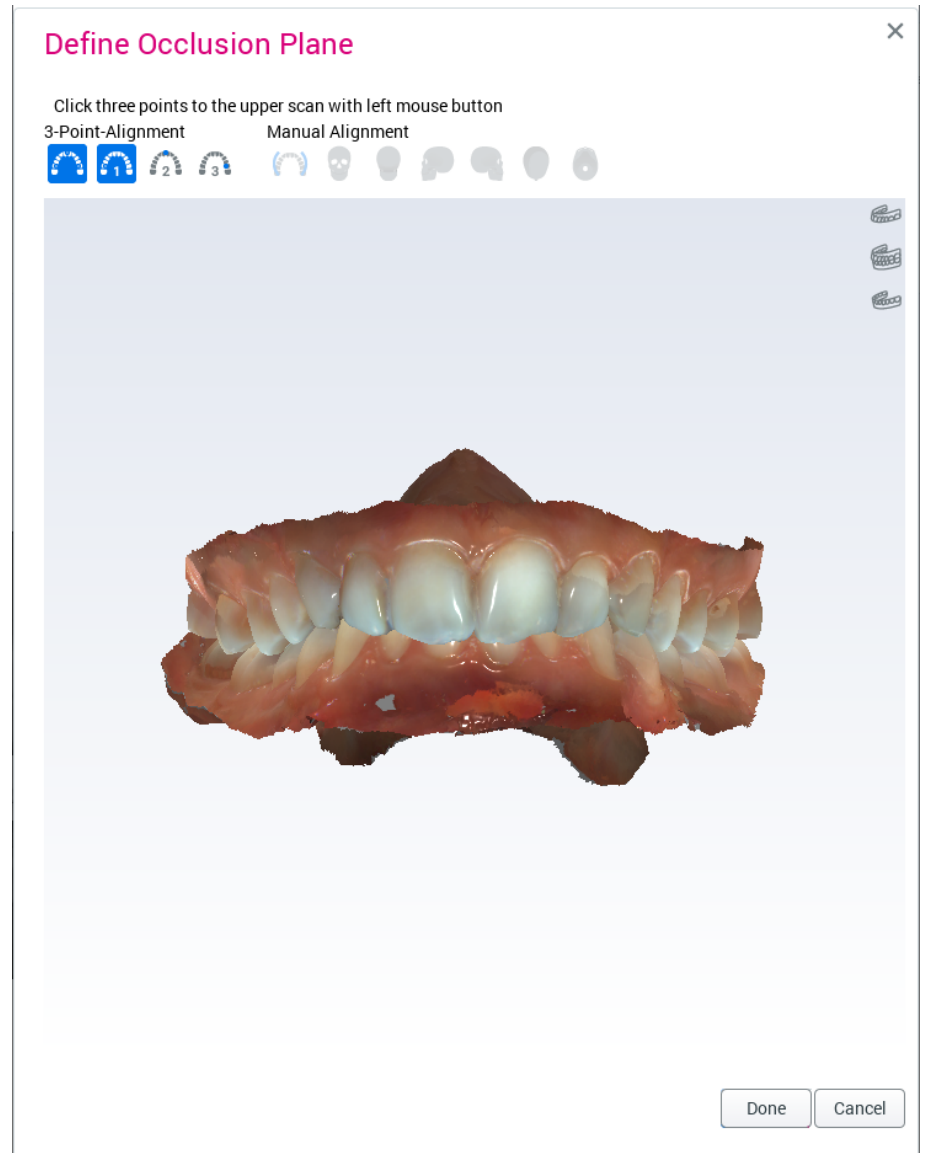 Define Occlusion Plane
Click three points to the upper scan with left mouse button
3-Point-Alignment Manual Alignment
1 2 3
Done Cancel